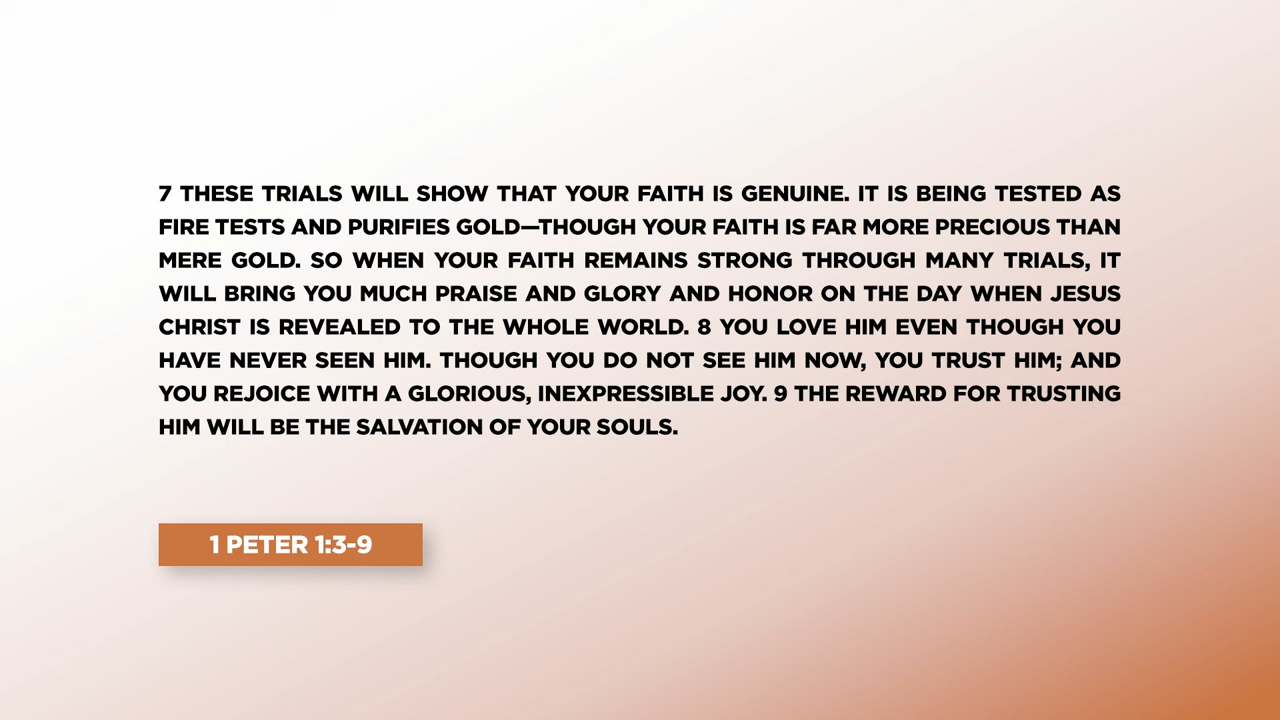 7 THESE TRIALS WILL SHOW THAT YOUR FAITH IS GENUINE. IT IS BEING TESTED AS
FIRE TESTS AND PURIFIES GOLD—THOUGH YOUR FAITH IS FAR MORE PRECIOUS THAN
MERE GOLD. SO WHEN YOUR FAITH REMAINS STRONG THROUGH MANY TRIALS, IT
WILL BRING YOU MUCH PRAISE AND GLORY AND HONOR ON THE DAY WHEN JESUS
CHRIST IS REVEALED TO THE WHOLE WORLD. 8 YOU LOVE HIM EVEN THOUGH YOU
HAVE NEVER SEEN HIM. THOUGH YOU DO NOT SEE HIM NOW, YOU TRUST HIM; AND
YOU REJOICE WITH A GLORIOUS, INEXPRESSIBLE JOY. 9 THE REWARD FOR TRUSTING
HIM WILL BE THE SALVATION OF YOUR SOULS.
1 PETER 1:3-9